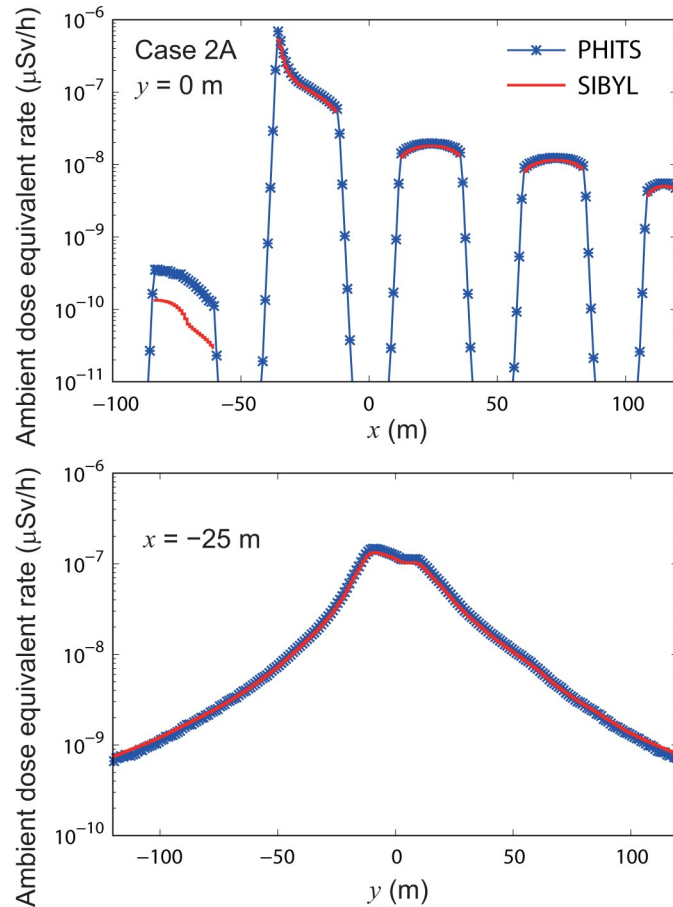 Ambient dose equivalent rate (μSv/h)
10⁻⁶
10⁻⁷
10⁻⁸
10⁻⁹
10⁻¹⁰
10⁻¹¹
Case 2A
y = 0 m
PHITS
SIBYL
−100
−50
0
50
100
x (m)
Ambient dose equivalent rate (μSv/h)
10⁻⁶
10⁻⁷
10⁻⁸
10⁻⁹
10⁻¹⁰
x = −25 m
−100
−50
0
50
100
y (m)